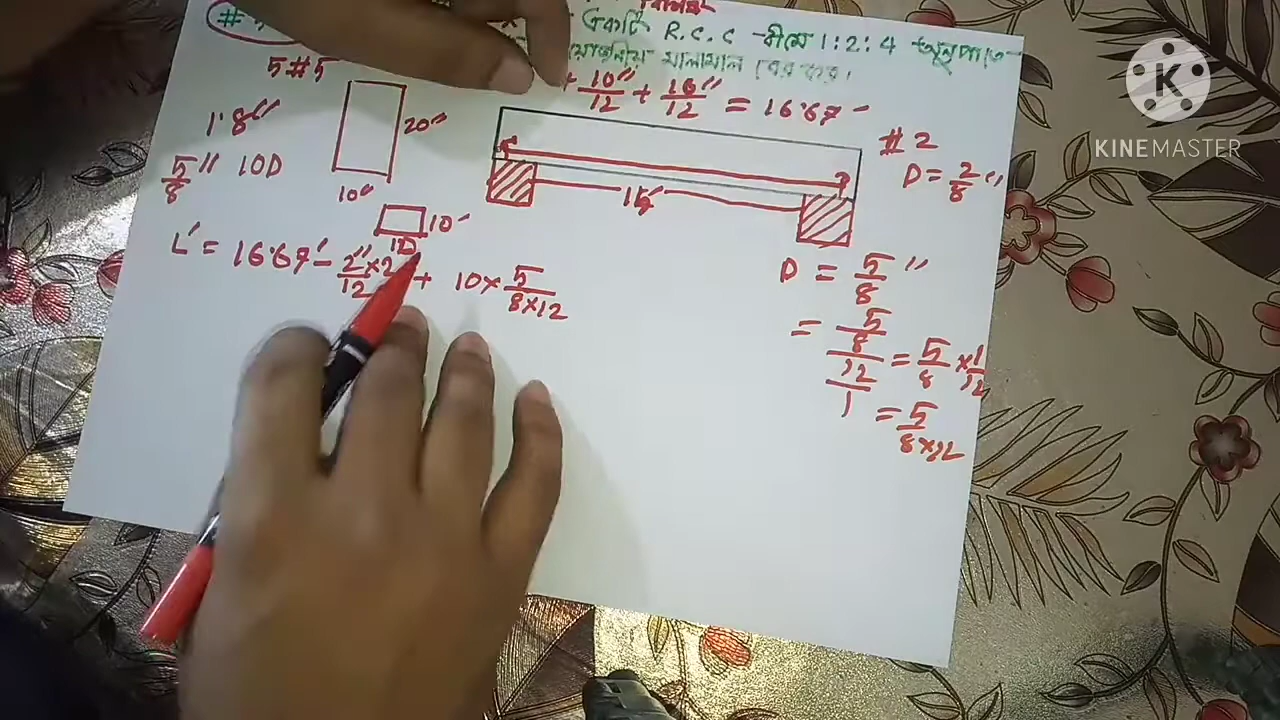 একটি R.C.C বীমে 1:2:4 অনুপাতে
মালামাল বের কর।
5#5
+ 10"/12 + 10"/12 = 16.67'
1.8"
5/8" 10D
20"
10"
#2
D = 2/8"
15'
10"
10
L' = 16.67' - 2"/12 ×2 + 10× 5/8×12
D = 5/8"
= 5/8 / 12/1 = 5/8 × 1/12
= 5/8×12
K
KINEMASTER